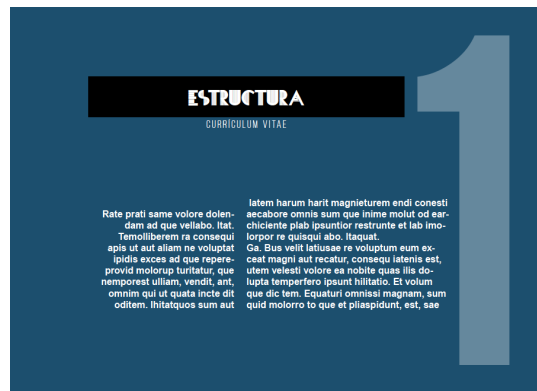 1
ESTRUCTURA
CURRÍCULUM VITAE
Rate prati same volore dolen-
dam ad que vellabo. Itat.
Temolliberem ra consequi
apis ut aut aliam ne voluptat
ipidis exces ad que repere-
provid molorup turitatur, que
nemporest ulliam, vendit, ant,
omnim qui ut quata incte dit
oditem. Ihitatquos sum aut
latem harum harit magnieturem endi conesti
aecabore omnis sum que inime molut od ear-
chiciente plab ipsuntior restrunte et lab imo-
lorpor re quisqui abo. Itaquat.
Ga. Bus velit latiusae re voluptum eum ex-
ceat magni aut recatur, consequ iatenis est,
utem velesti volore ea nobite quas ilis do-
lupta temperfero ipsunt hilitatio. Et volum
que dic tem. Equaturi omnissi magnam, sum
quid molorro to que et pliaspidunt, est, sae